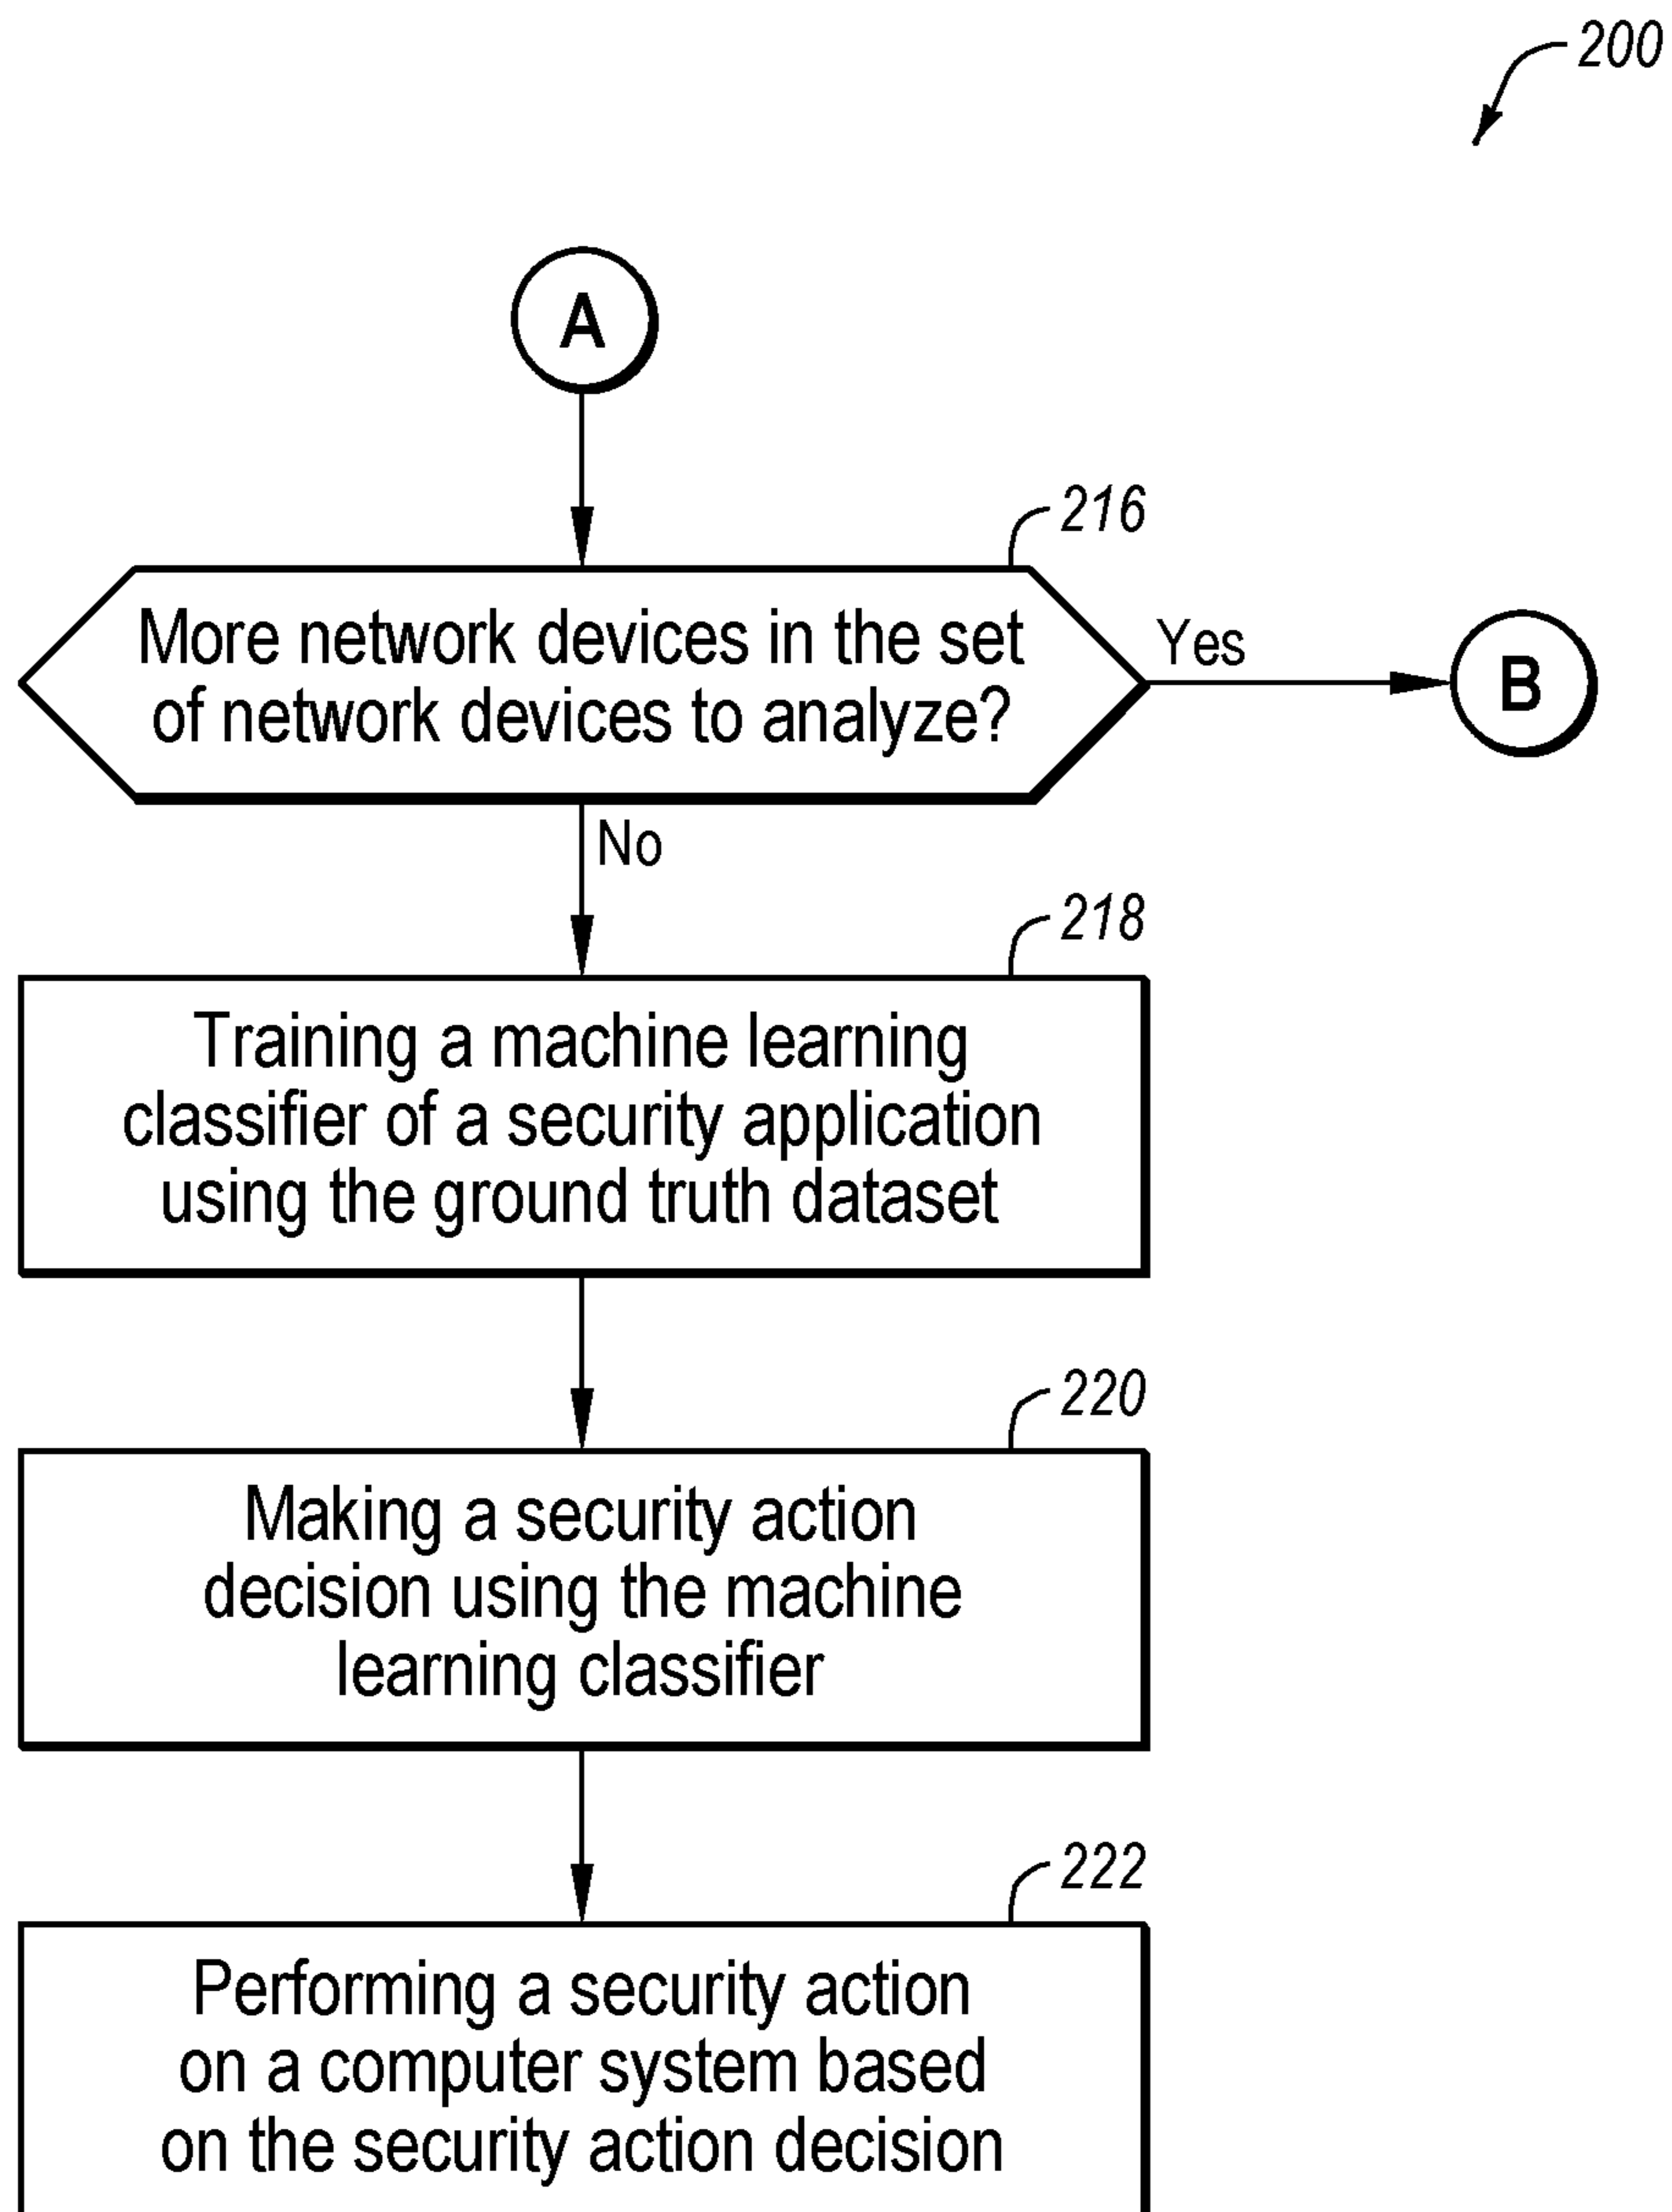 200
A
216
More network devices in the set
of network devices to analyze?
Yes
B
No
218
Training a machine learning
classifier of a security application
using the ground truth dataset
220
Making a security action
decision using the machine
learning classifier
222
Performing a security action
on a computer system based
on the security action decision